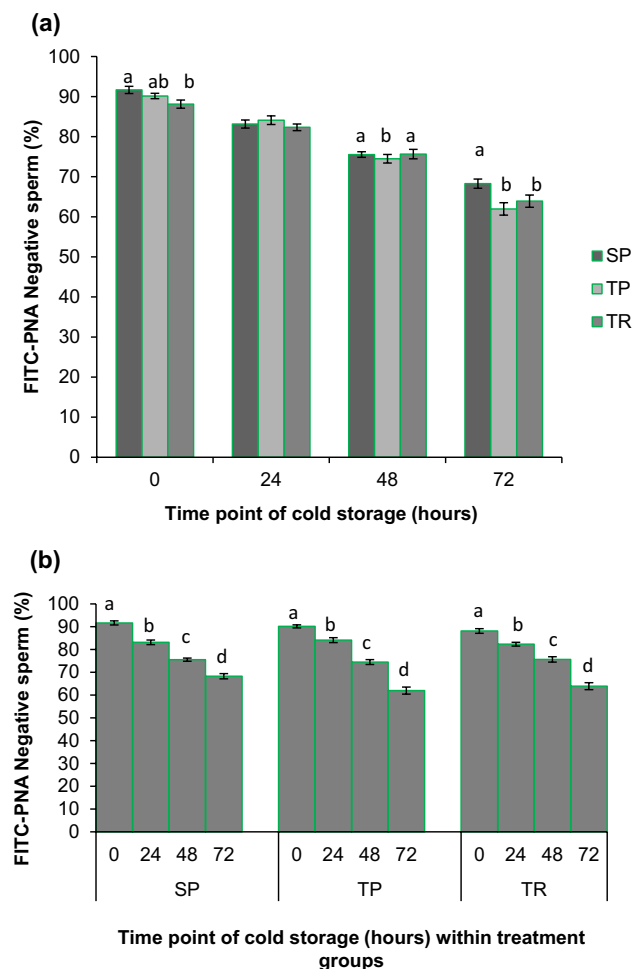 (a)
FITC-PNA Negative sperm (%)
100
90
80
70
60
50
40
30
20
10
0
a ab b
a b a
a b b
0 24 48 72
Time point of cold storage (hours)
SP
TP
TR
(b)
FITC-PNA Negative sperm (%)
100
90
80
70
60
50
40
30
20
10
0
a b c d a b c d a b c d
0 24 48 72 0 24 48 72 0 24 48 72
SP TP TR
Time point of cold storage (hours) within treatment
groups